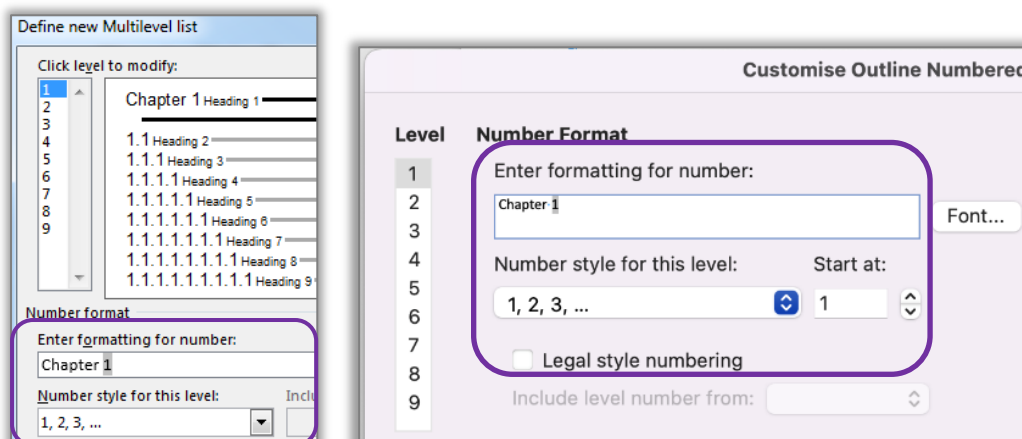 Define new Multilevel list
Click level to modify:
1
2
3
4
5
6
7
8
9
Chapter 1 Heading 1
1.1 Heading 2
1.1.1 Heading 3
1.1.1.1 Heading 4
1.1.1.1.1 Heading 5
1.1.1.1.1.1 Heading 6
1.1.1.1.1.1.1 Heading 7
1.1.1.1.1.1.1.1 Heading 8
1.1.1.1.1.1.1.1.1 Heading 9
Number format
Enter formatting for number:
Chapter 1
Number style for this level:
1, 2, 3, ...
Customise Outline Numbered
Level
1
2
3
4
5
6
7
8
9
Number Format
Enter formatting for number:
Chapter·1
Font...
Number style for this level: Start at:
1, 2, 3, ... 1
Legal style numbering
Include level number from: